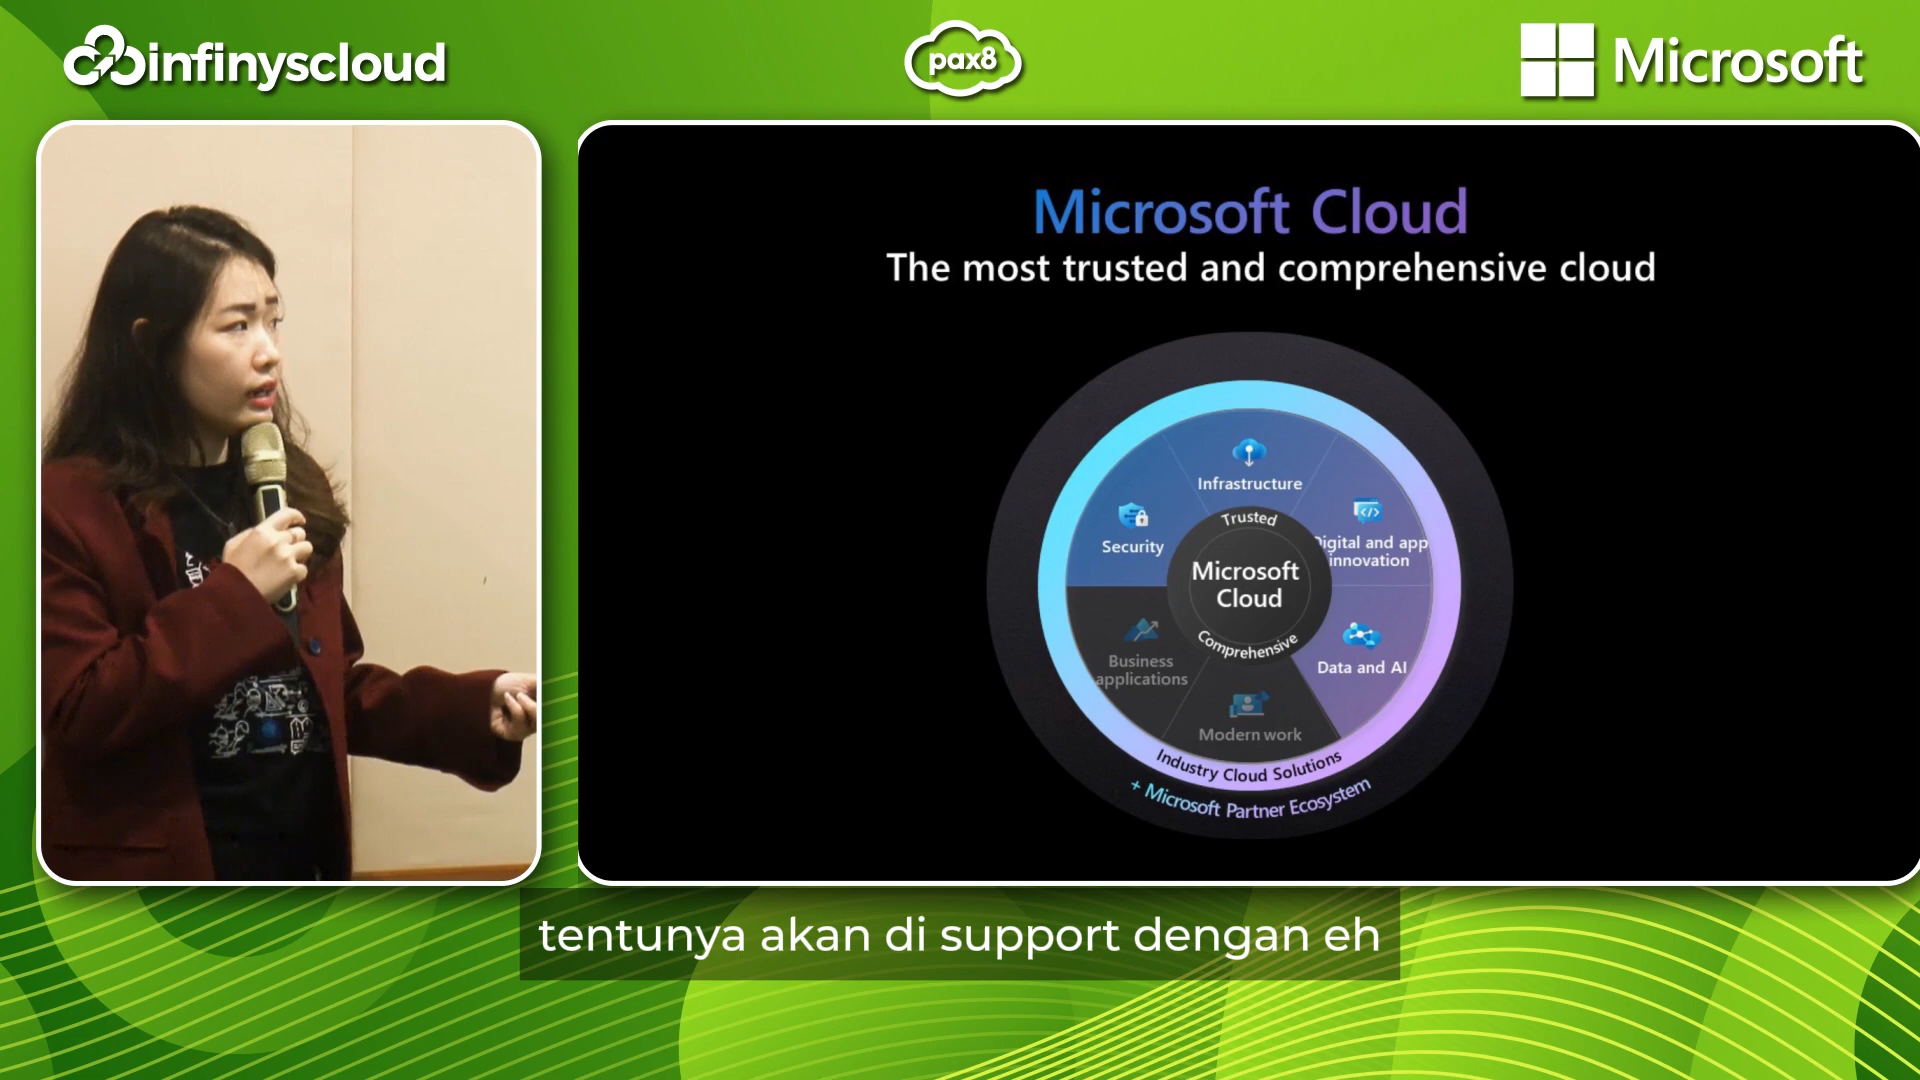 infinyscloud
pax8
Microsoft
Microsoft Cloud
The most trusted and comprehensive cloud
Infrastructure
Security
Digital and app
innovation
Trusted
Microsoft
Cloud
Comprehensive
Business
applications
Data and AI
Modern work
Industry Cloud Solutions
+ Microsoft Partner Ecosystem
tentunya akan di support dengan eh